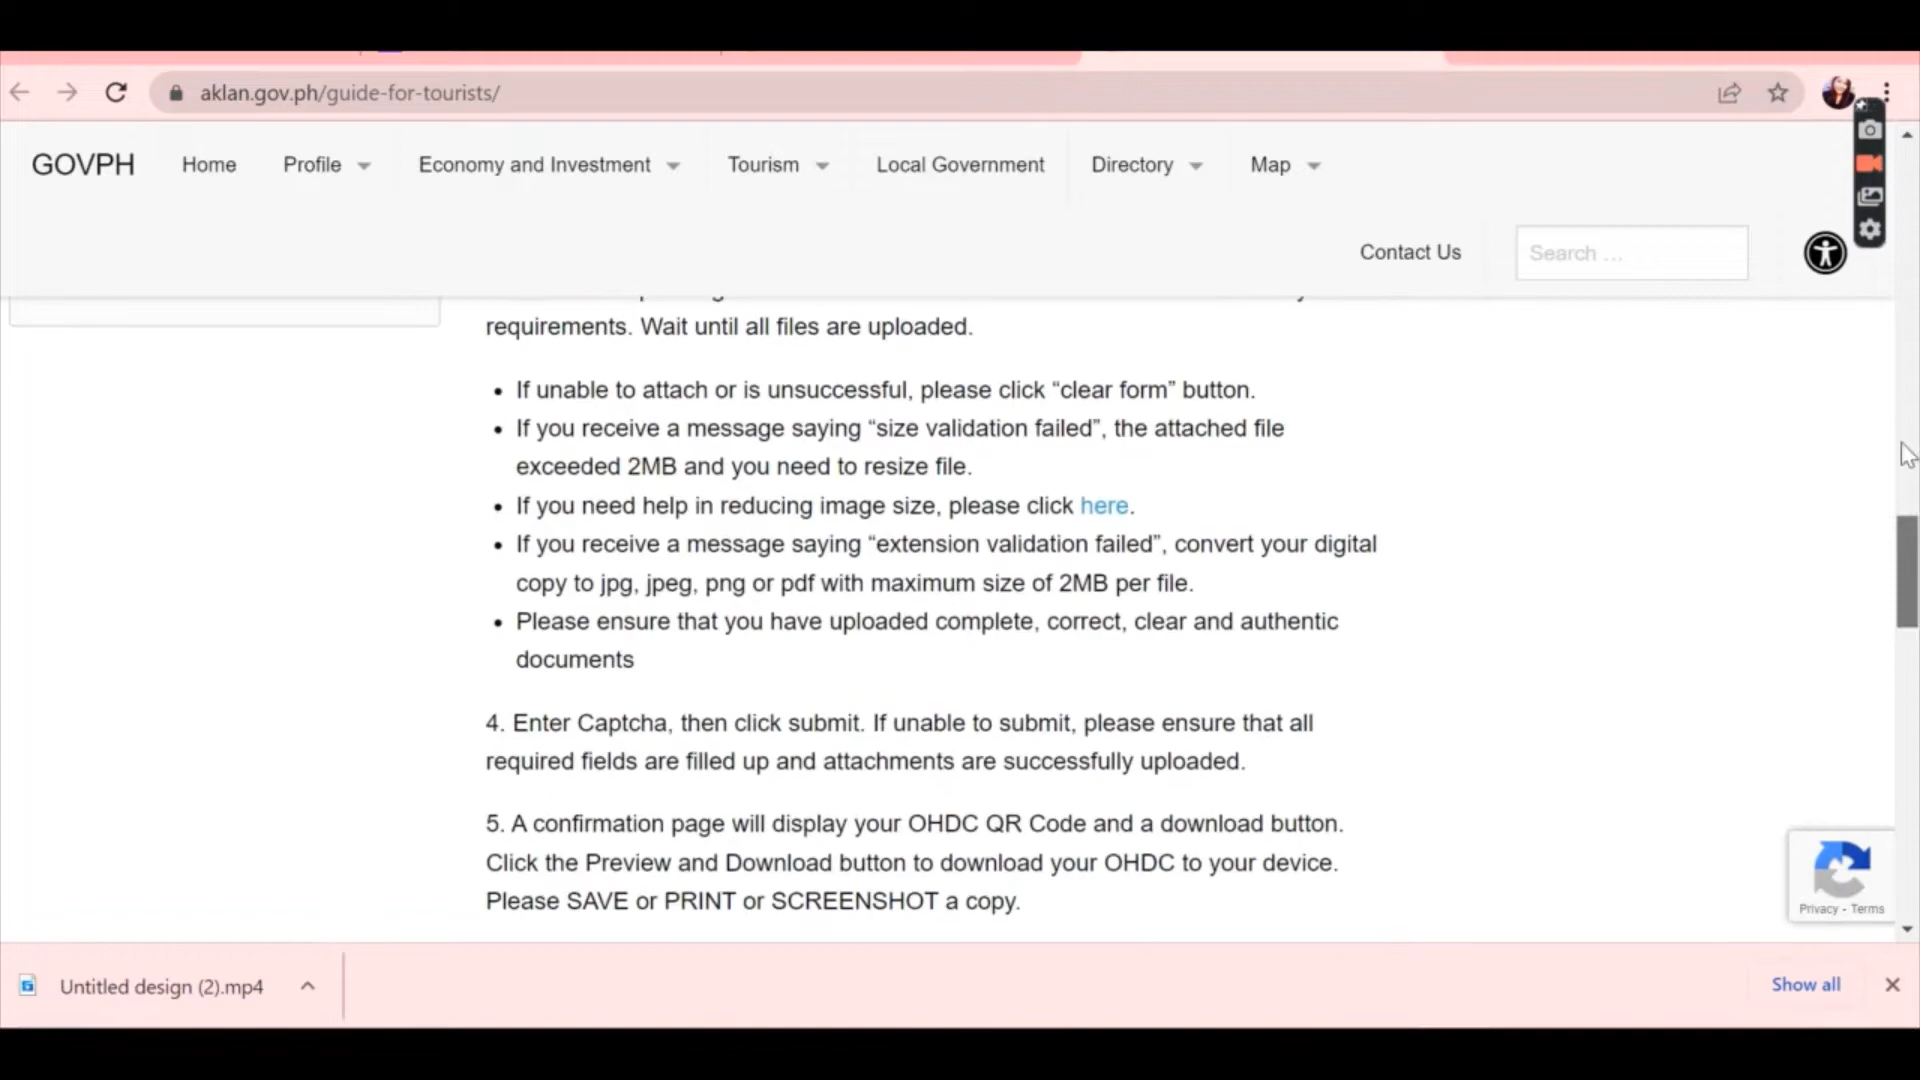 aklan.gov.ph/guide-for-tourists/
GOVPH Home Profile Economy and Investment Tourism Local Government Directory Map
Contact Us Search ...
requirements. Wait until all files are uploaded.
• If unable to attach or is unsuccessful, please click “clear form” button.
• If you receive a message saying “size validation failed”, the attached file
exceeded 2MB and you need to resize file.
• If you need help in reducing image size, please click here.
• If you receive a message saying “extension validation failed”, convert your digital
copy to jpg, jpeg, png or pdf with maximum size of 2MB per file.
• Please ensure that you have uploaded complete, correct, clear and authentic
documents
4. Enter Captcha, then click submit. If unable to submit, please ensure that all
required fields are filled up and attachments are successfully uploaded.
5. A confirmation page will display your OHDC QR Code and a download button.
Click the Preview and Download button to download your OHDC to your device.
Please SAVE or PRINT or SCREENSHOT a copy.
Privacy - Terms
Untitled design (2).mp4 Show all